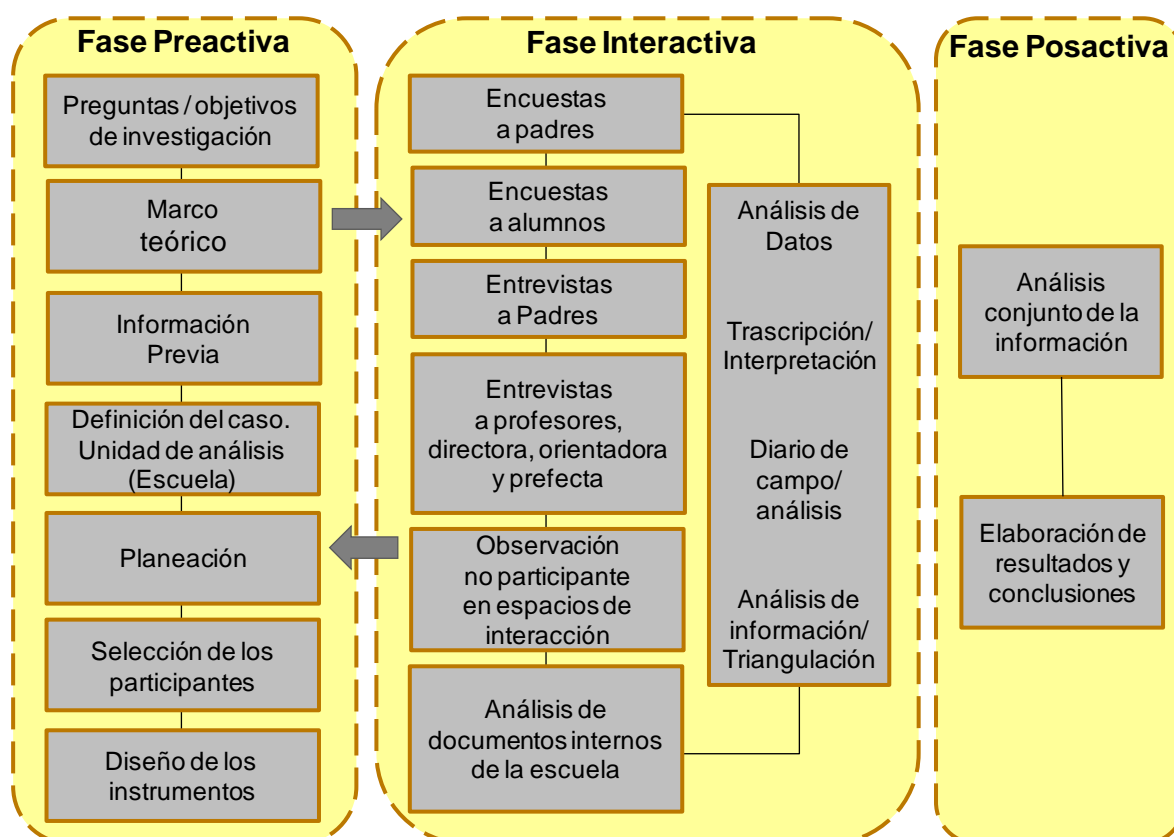 Fase Preactiva
Preguntas / objetivos
de investigación
Marco
teórico
Información
Previa
Definición del caso.
Unidad de análisis
(Escuela)
Planeación
Selección de los
participantes
Diseño de los
instrumentos
Fase Interactiva
Encuestas
a padres
Encuestas
a alumnos
Entrevistas
a Padres
Entrevistas
a profesores,
directora, orientadora
y prefecta
Observación
no participante
en espacios de
interacción
Análisis de
documentos internos
de la escuela
Análisis de
Datos
Trascripción/
Interpretación
Diario de
campo/
análisis
Análisis de
información/
Triangulación
Fase Posactiva
Análisis
conjunto de la
información
Elaboración de
resultados y
conclusiones